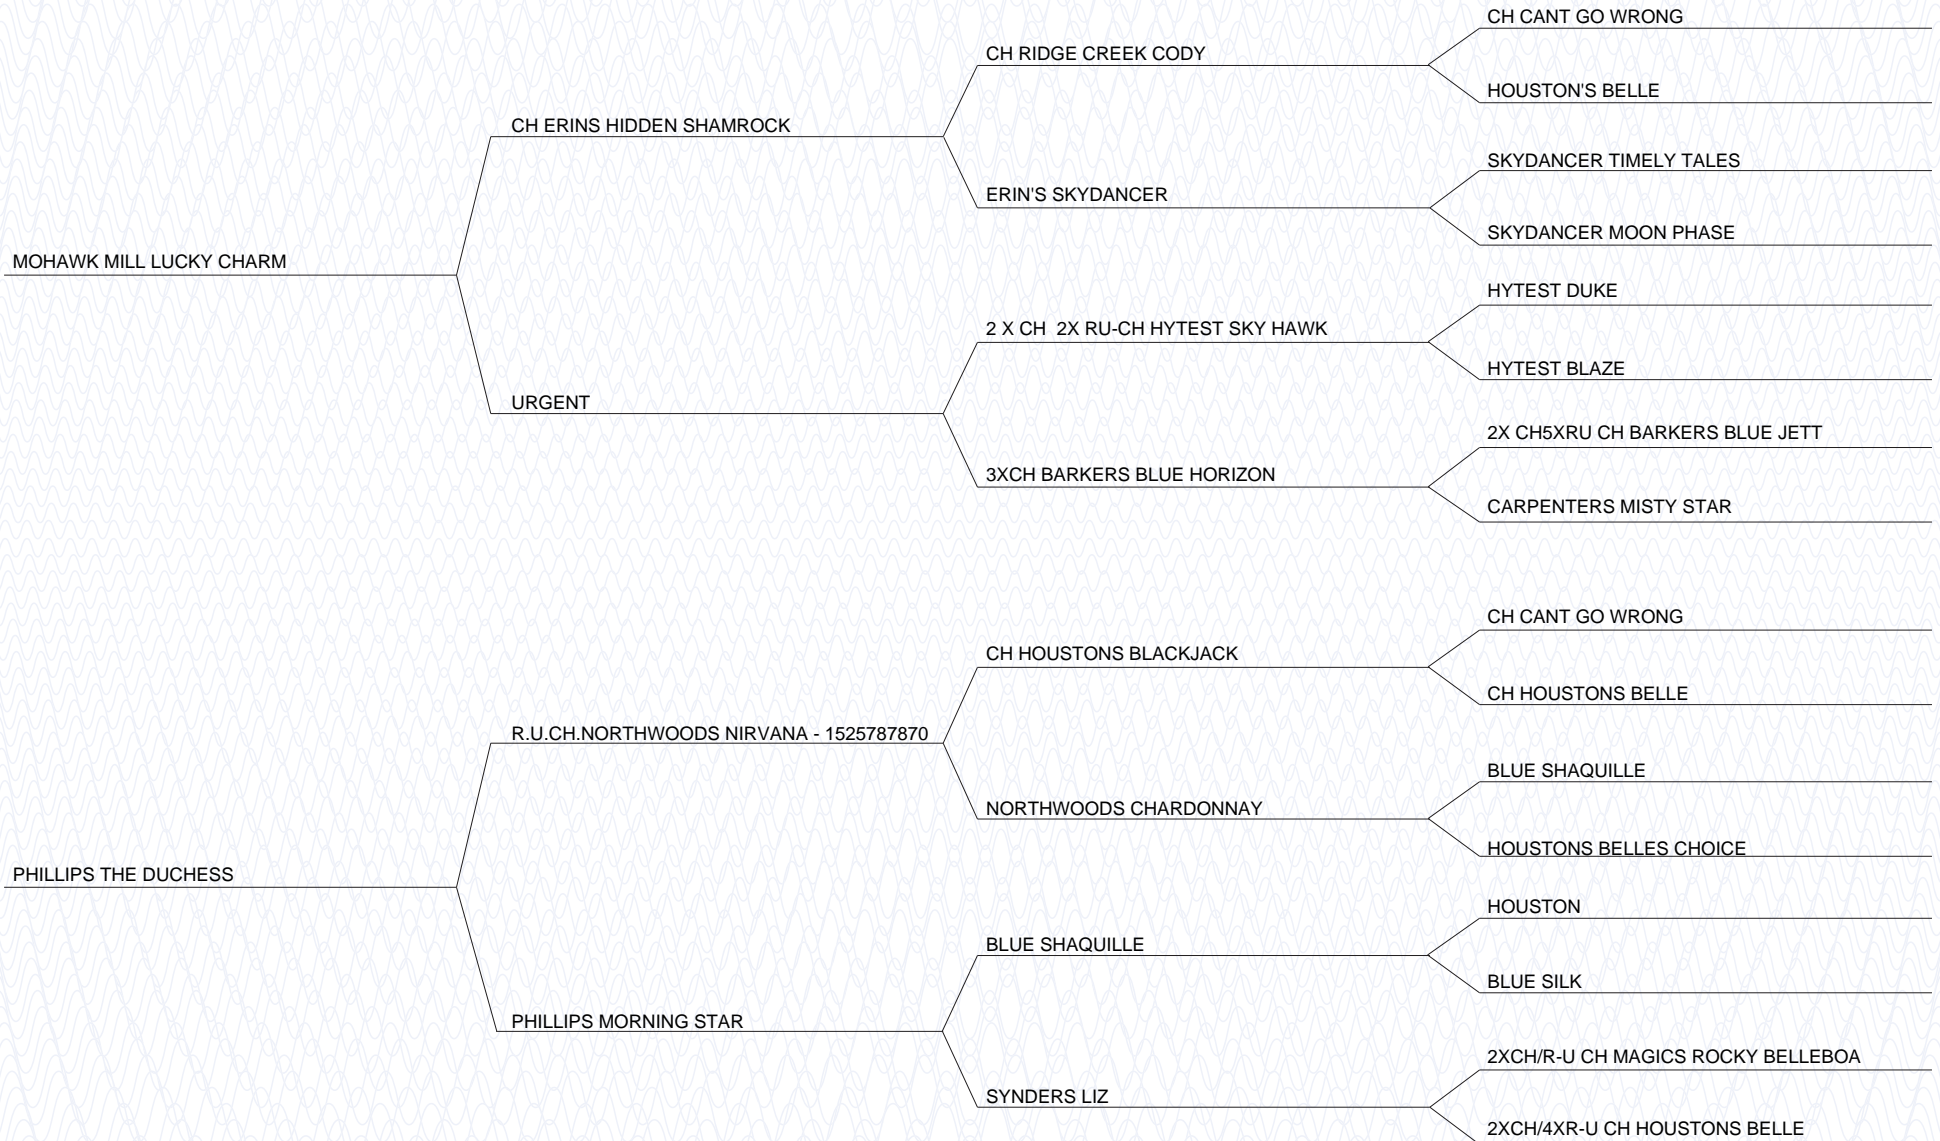 CH CANT GO WRONG
CH RIDGE CREEK CODY
HOUSTON'S BELLE
CH ERINS HIDDEN SHAMROCK
SKYDANCER TIMELY TALES
ERIN'S SKYDANCER
SKYDANCER MOON PHASE
MOHAWK MILL LUCKY CHARM
HYTEST DUKE
2 X CH  2X RU-CH HYTEST SKY HAWK
HYTEST BLAZE
URGENT
2X CH5XRU CH BARKERS BLUE JETT
3XCH BARKERS BLUE HORIZON
CARPENTERS MISTY STAR
CH CANT GO WRONG
CH HOUSTONS BLACKJACK
CH HOUSTONS BELLE
R.U.CH.NORTHWOODS NIRVANA - 1525787870
BLUE SHAQUILLE
NORTHWOODS CHARDONNAY
HOUSTONS BELLES CHOICE
PHILLIPS THE DUCHESS
HOUSTON
BLUE SHAQUILLE
BLUE SILK
PHILLIPS MORNING STAR
2XCH/R-U CH MAGICS ROCKY BELLEBOA
SYNDERS LIZ
2XCH/4XR-U CH HOUSTONS BELLE